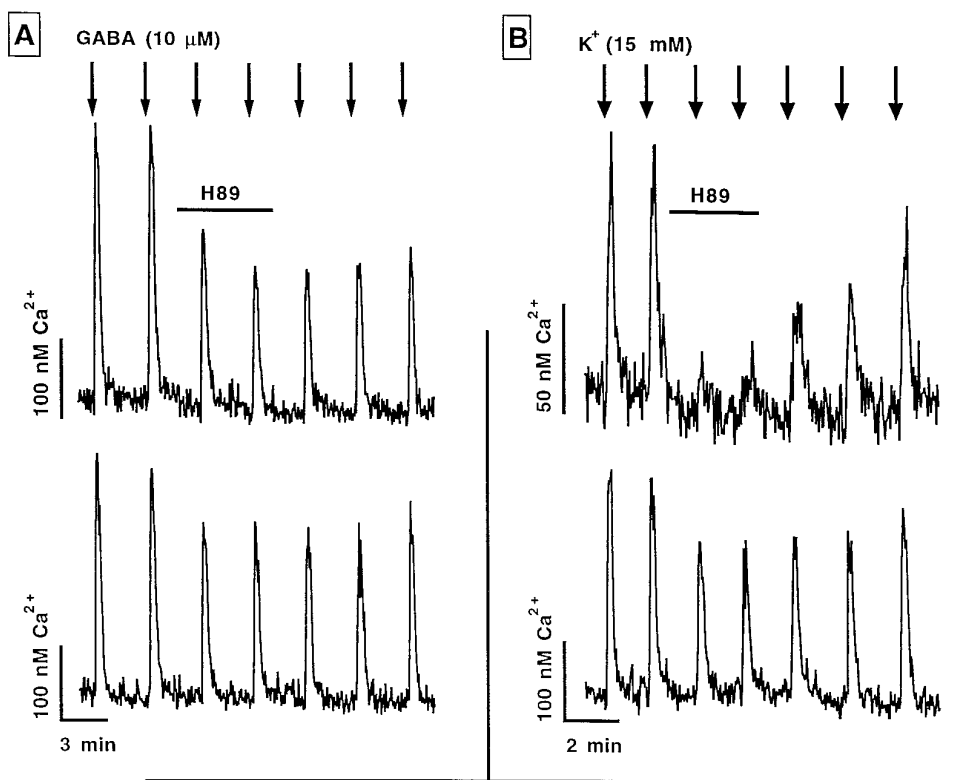 A
GABA (10 μM)
H89
100 nM Ca2+
100 nM Ca2+
3 min
B
K+ (15 mM)
H89
50 nM Ca2+
100 nM Ca2+
2 min